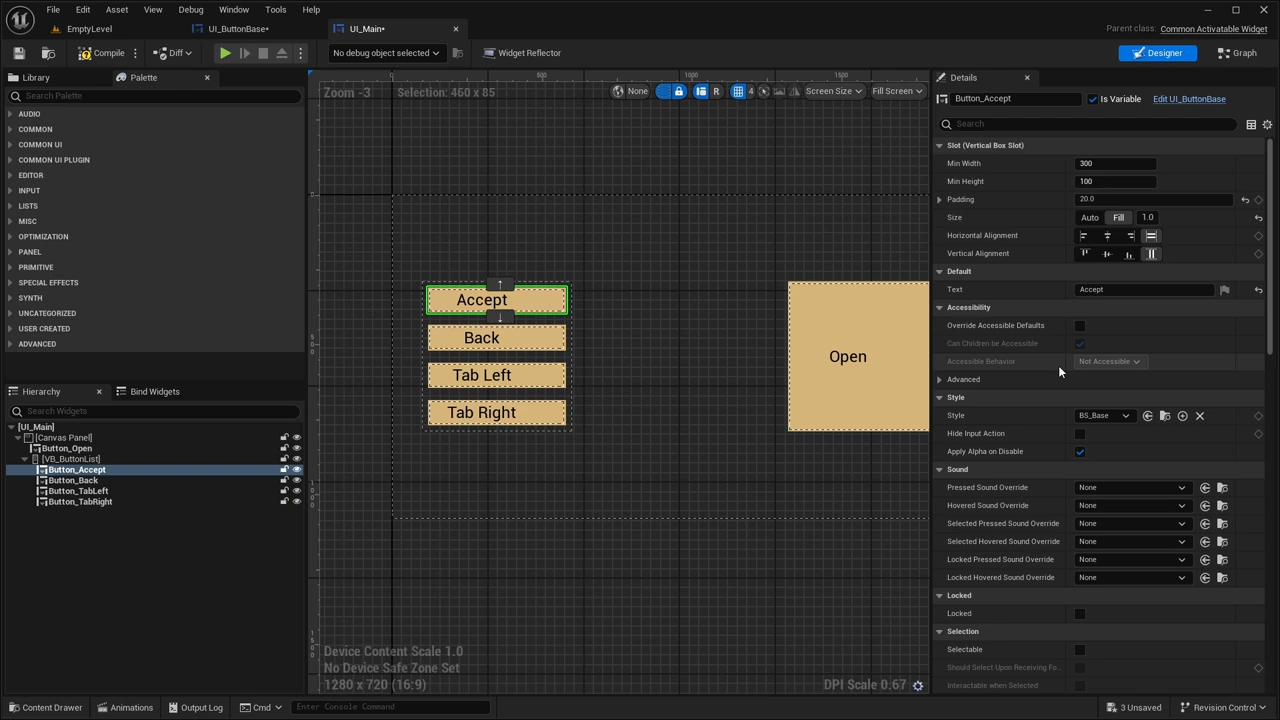 File Edit Asset View Debug Window Tools Help
EmptyLevel UI_ButtonBase* UI_Main* Parent class: Common Activatable Widget
Compile Diff No debug object selected Widget Reflector Designer Graph
Library Palette
Search Palette
AUDIO
COMMON
COMMON UI
COMMON UI PLUGIN
EDITOR
INPUT
LISTS
MISC
OPTIMIZATION
PANEL
PRIMITIVE
SPECIAL EFFECTS
SYNTH
UNCATEGORIZED
USER CREATED
ADVANCED
Hierarchy Bind Widgets
Search Widgets
[UI_Main]
[Canvas Panel]
Button_Open
[VB_ButtonList]
Button_Accept
Button_Back
Button_TabLeft
Button_TabRight
0 500 1000 1500
Zoom -3 Selection: 460 x 85 None R 4 Screen Size Fill Screen
0
Accept
Back
Tab Left
Tab Right
Open
500
1000
1500
Device Content Scale 1.0
No Device Safe Zone Set
1280 x 720 (16:9) DPI Scale 0.67
Details
Button_Accept Is Variable Edit UI_ButtonBase
Search
Slot (Vertical Box Slot)
Min Width 300
Min Height 100
Padding 20.0
Size Auto Fill 1.0
Horizontal Alignment
Vertical Alignment
Default
Text Accept
Accessibility
Override Accessible Defaults
Can Children be Accessible
Accessible Behavior Not Accessible
Advanced
Style
Style BS_Base
Hide Input Action
Apply Alpha on Disable
Sound
Pressed Sound Override None
Hovered Sound Override None
Selected Pressed Sound Override None
Selected Hovered Sound Override None
Locked Pressed Sound Override None
Locked Hovered Sound Override None
Locked
Locked
Selection
Selectable
Should Select Upon Receiving Fo...
Interactable when Selected
Content Drawer Animations Output Log Cmd Enter Console Command 3 Unsaved Revision Control